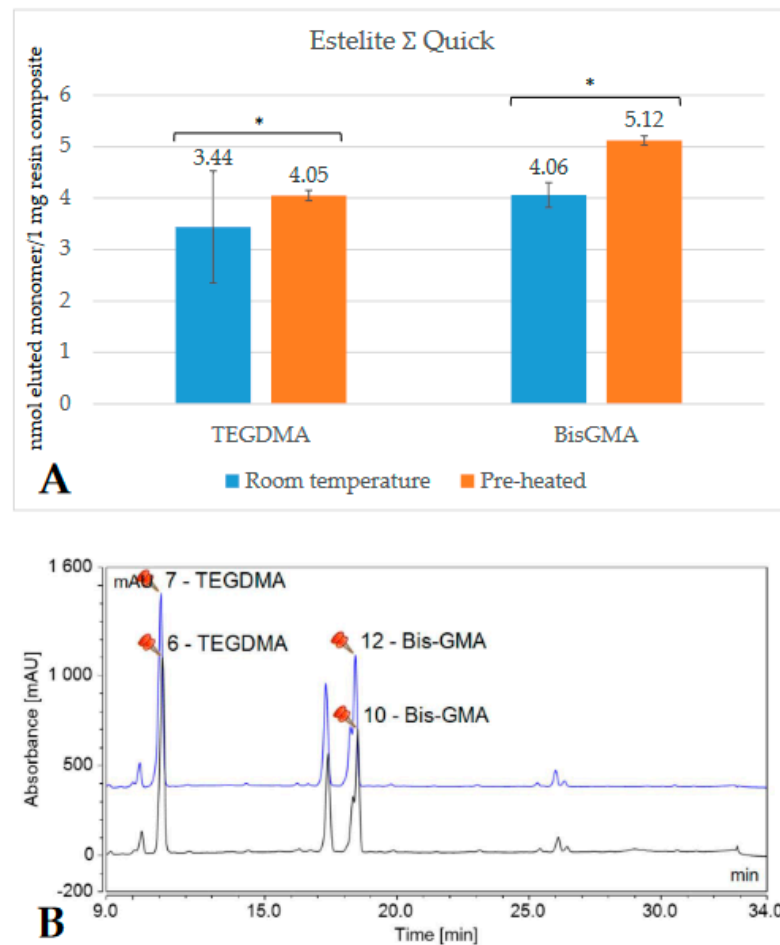 Estelite Σ Quick
nmol eluted monomer/1 mg resin composite
6
5
4
3
2
1
0
*
*
3.44
4.05
4.06
5.12
TEGDMA
BisGMA
Room temperature
Pre-heated
A
1 600
mAU
7 - TEGDMA
6 - TEGDMA
12 - Bis-GMA
10 - Bis-GMA
Absorbance [mAU]
1 000
500
0
-200
min
9.0
15.0
20.0
25.0
30.0
34.0
Time [min]
B